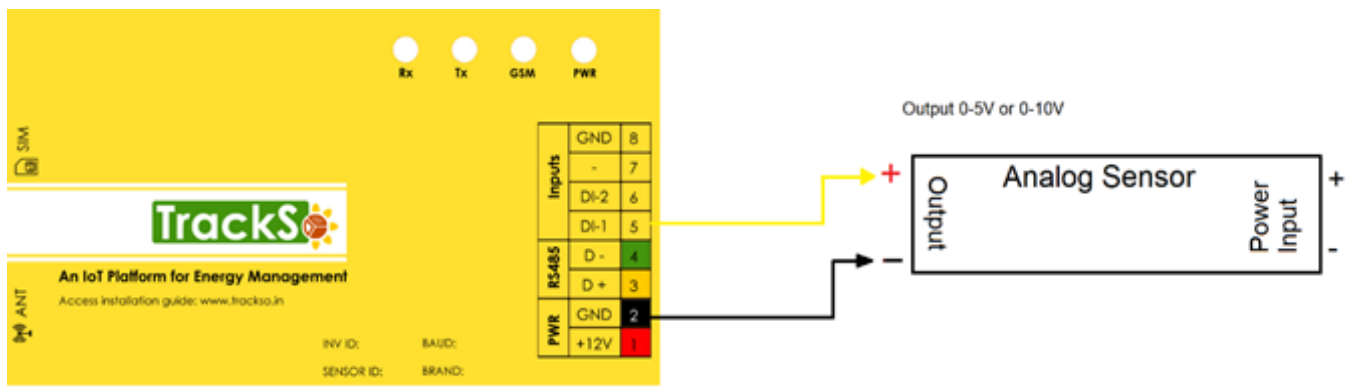 Rx Tx GSM PWR
SIM
TrackSo
An IoT Platform for Energy Management
Access installation guide: www.trackso.in
ANT
INV ID: BAUD:
SENSOR ID: BRAND:
Inputs
GND 8
- 7
DI-2 6
DI-1 5
RS485
D - 4
D + 3
PWR
GND 2
+12V 1
Output 0-5V or 0-10V
+ Output Analog Sensor Power Input +
- -